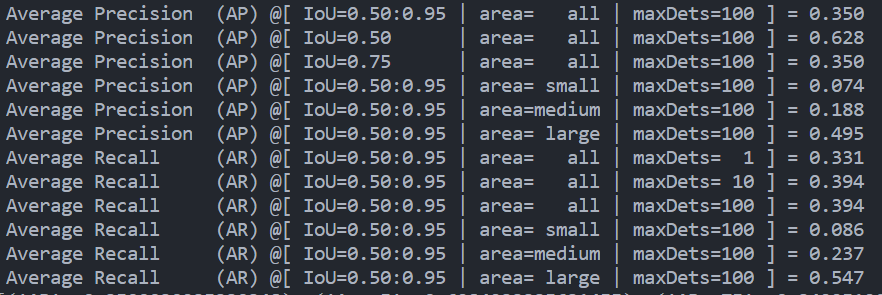 Average Precision  (AP) @[ IoU=0.50:0.95 | area=   all | maxDets=100 ] = 0.350
Average Precision  (AP) @[ IoU=0.50      | area=   all | maxDets=100 ] = 0.628
Average Precision  (AP) @[ IoU=0.75      | area=   all | maxDets=100 ] = 0.350
Average Precision  (AP) @[ IoU=0.50:0.95 | area= small | maxDets=100 ] = 0.074
Average Precision  (AP) @[ IoU=0.50:0.95 | area=medium | maxDets=100 ] = 0.188
Average Precision  (AP) @[ IoU=0.50:0.95 | area= large | maxDets=100 ] = 0.495
Average Recall     (AR) @[ IoU=0.50:0.95 | area=   all | maxDets=  1 ] = 0.331
Average Recall     (AR) @[ IoU=0.50:0.95 | area=   all | maxDets= 10 ] = 0.394
Average Recall     (AR) @[ IoU=0.50:0.95 | area=   all | maxDets=100 ] = 0.394
Average Recall     (AR) @[ IoU=0.50:0.95 | area= small | maxDets=100 ] = 0.086
Average Recall     (AR) @[ IoU=0.50:0.95 | area=medium | maxDets=100 ] = 0.237
Average Recall     (AR) @[ IoU=0.50:0.95 | area= large | maxDets=100 ] = 0.547